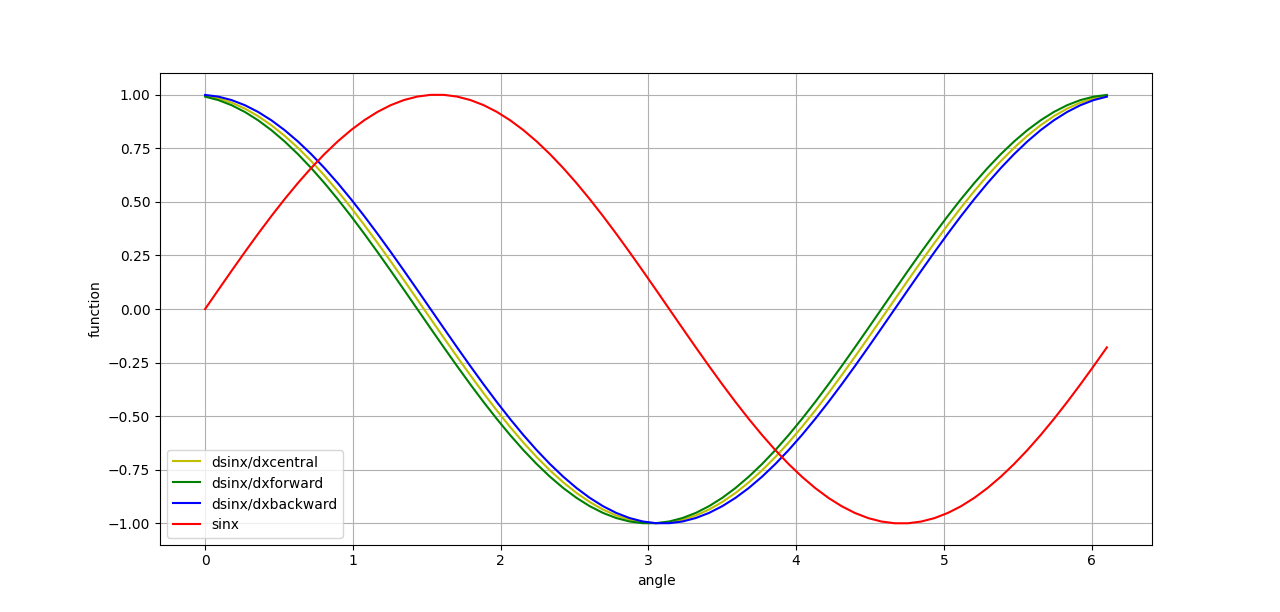 1.00
0.75
0.50
0.25
0.00
−0.25
−0.50
−0.75
−1.00
function
dsinx/dxcentral
dsinx/dxforward
dsinx/dxbackward
sinx
0 1 2 3 4 5 6
angle